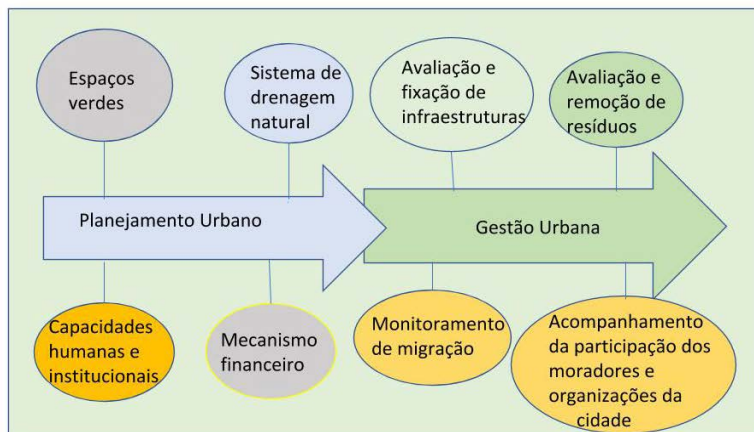 Espaços
verdes
Sistema de
drenagem
natural
Avaliação e
fixação de
infraestruturas
Avaliação e
remoção de
resíduos
Planejamento Urbano
Gestão Urbana
Capacidades
humanas e
institucionais
Mecanismo
financeiro
Monitoramento
de migração
Acompanhamento
da participação dos
moradores e
organizações da
cidade